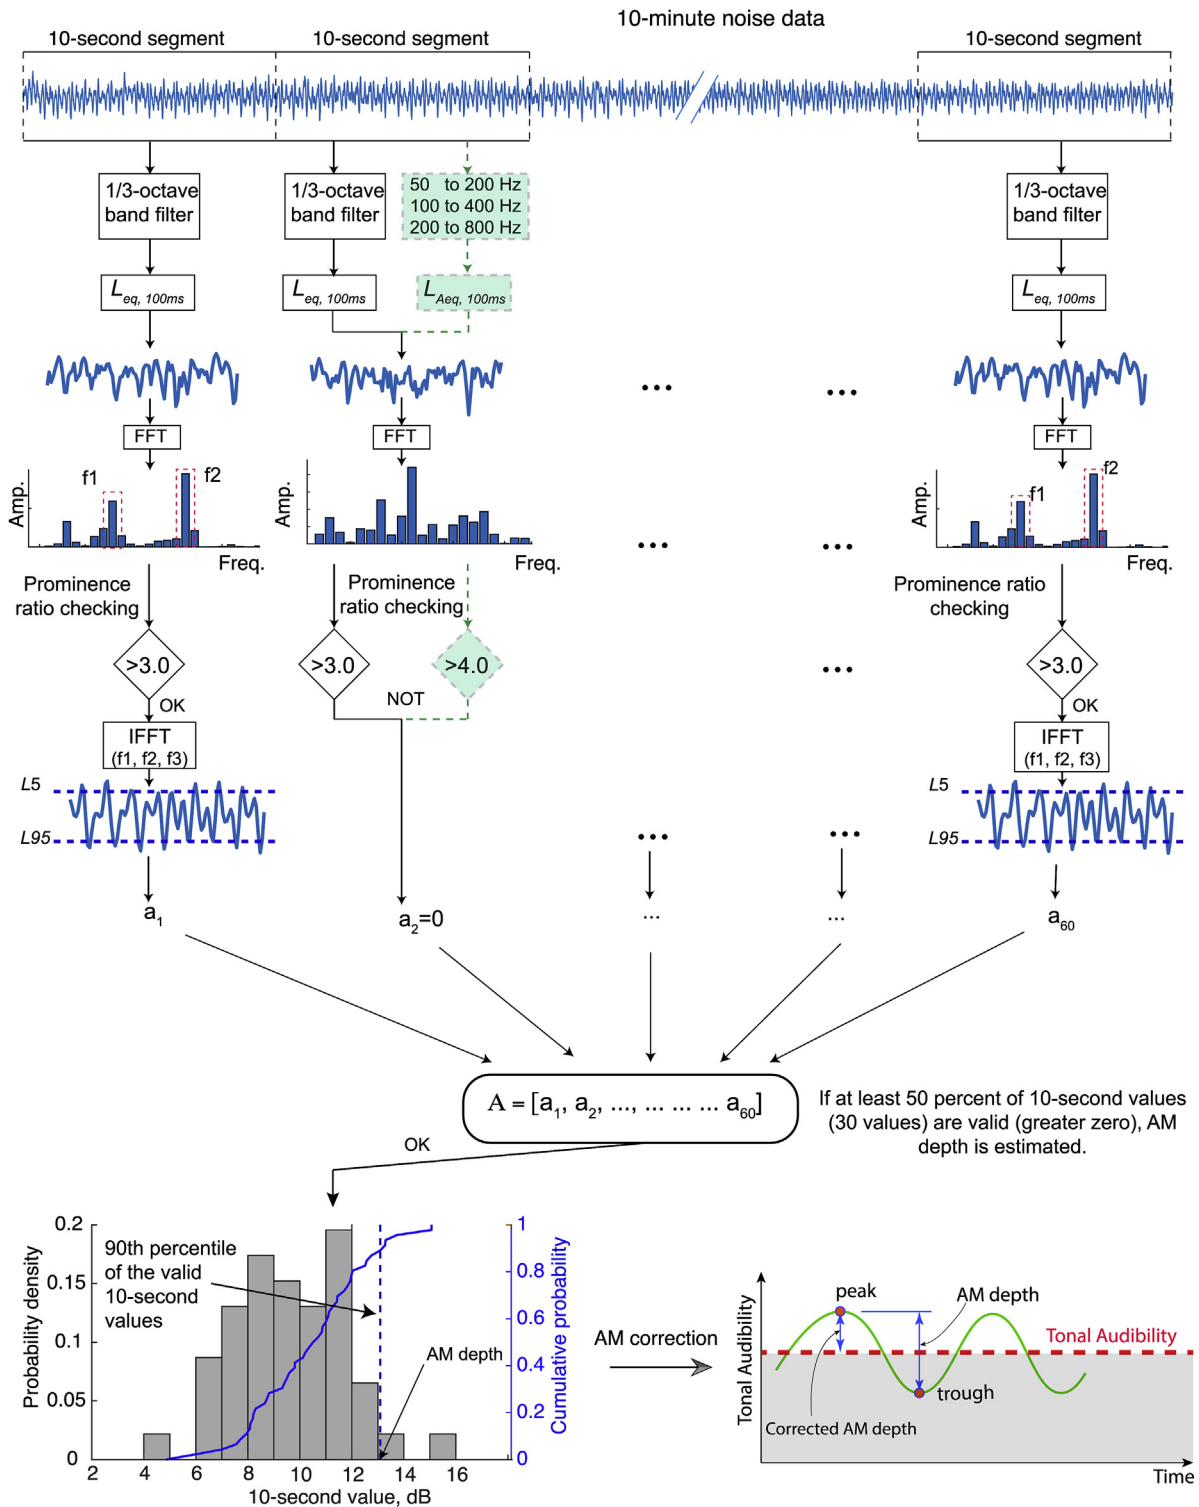 10-minute noise data
10-second segment
10-second segment
10-second segment
1/3-octave
band filter
1/3-octave
band filter
50 to 200 Hz
100 to 400 Hz
200 to 800 Hz
1/3-octave
band filter
Leq, 100ms
Leq, 100ms
LAeq, 100ms
Leq, 100ms
...
...
FFT
FFT
FFT
f1
f2
f1
f2
Amp.
Amp.
Amp.
...
...
Freq.
Freq.
Freq.
Prominence
ratio checking
Prominence
ratio checking
Prominence ratio
checking
>3.0
>3.0
>4.0
...
>3.0
OK
NOT
OK
IFFT
(f1, f2, f3)
IFFT
(f1, f2, f3)
L5
L95
L5
L95
...
...
a1
a2=0
...
...
a60
A = [a1, a2, ..., ... ... ... a60]
If at least 50 percent of 10-second values
(30 values) are valid (greater zero), AM
depth is estimated.
OK
Probability density
0.2
0.15
0.1
0.05
0
90th percentile
of the valid
10-second
values
AM depth
1
0.8
0.6
0.4
0.2
0
Cumulative probability
2
4
6
8
10
12
14
16
10-second value, dB
AM correction
Tonal Audibility
peak
AM depth
Tonal Audibility
trough
Corrected AM depth
Time